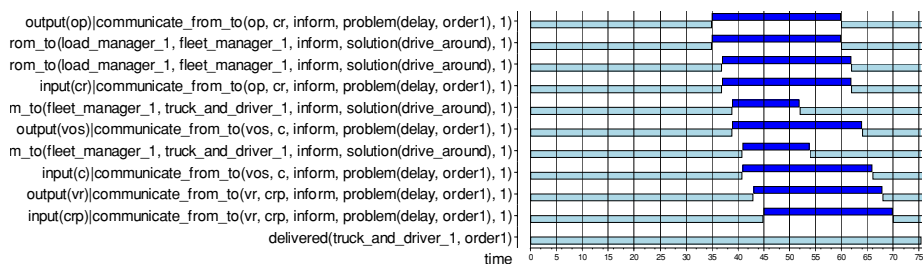 output(op)|communicate_from_to(op, cr, inform, problem(delay, order1), 1)
rom_to(load_manager_1, fleet_manager_1, inform, solution(drive_around), 1)
rom_to(load_manager_1, fleet_manager_1, inform, solution(drive_around), 1)
input(cr)|communicate_from_to(op, cr, inform, problem(delay, order1), 1)
m_to(fleet_manager_1, truck_and_driver_1, inform, solution(drive_around), 1)
output(vos)|communicate_from_to(vos, c, inform, problem(delay, order1), 1)
m_to(fleet_manager_1, truck_and_driver_1, inform, solution(drive_around), 1)
input(c)|communicate_from_to(vos, c, inform, problem(delay, order1), 1)
output(vr)|communicate_from_to(vr, crp, inform, problem(delay, order1), 1)
input(crp)|communicate_from_to(vr, crp, inform, problem(delay, order1), 1)
delivered(truck_and_driver_1, order1)
time 0 5 10 15 20 25 30 35 40 45 50 55 60 65 70 75